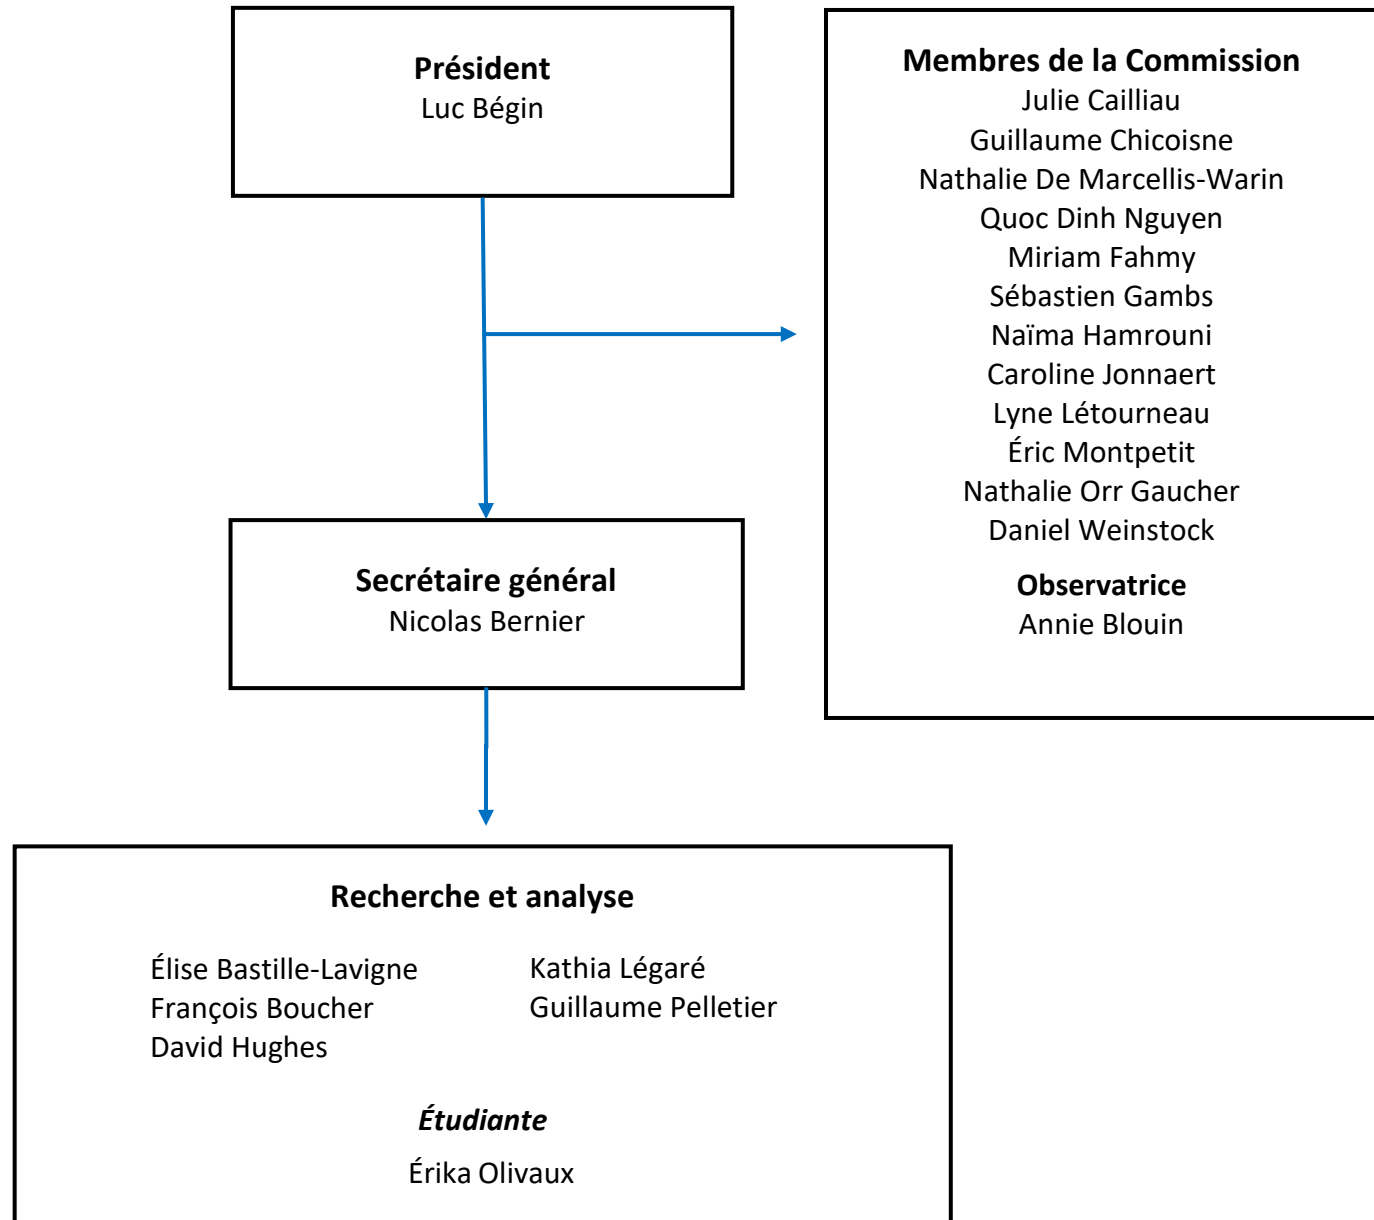 Président
Luc Bégin
Membres de la Commission
Julie Cailliau
Guillaume Chicoisne
Nathalie De Marcellis-Warin
Quoc Dinh Nguyen
Miriam Fahmy
Sébastien Gambs
Naïma Hamrouni
Caroline Jonnaert
Lyne Létourneau
Éric Montpetit
Nathalie Orr Gaucher
Daniel Weinstock
Observatrice
Annie Blouin
Secrétaire général
Nicolas Bernier
Recherche et analyse
Élise Bastille-Lavigne
François Boucher
David Hughes
Kathia Légaré
Guillaume Pelletier
Étudiante
Érika Olivaux